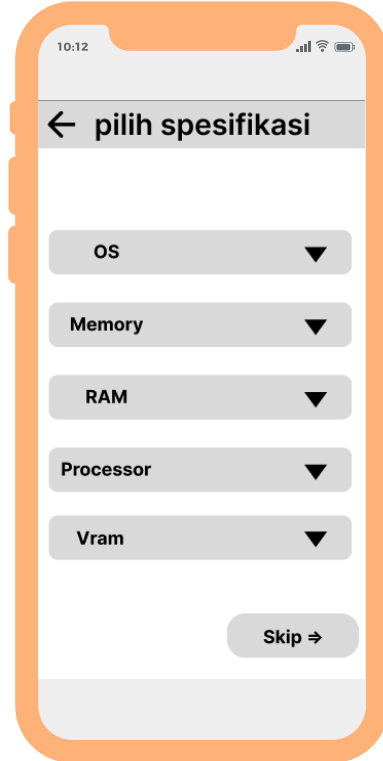 10:12
← pilih spesifikasi
OS
Memory
RAM
Processor
Vram
Skip ⇒